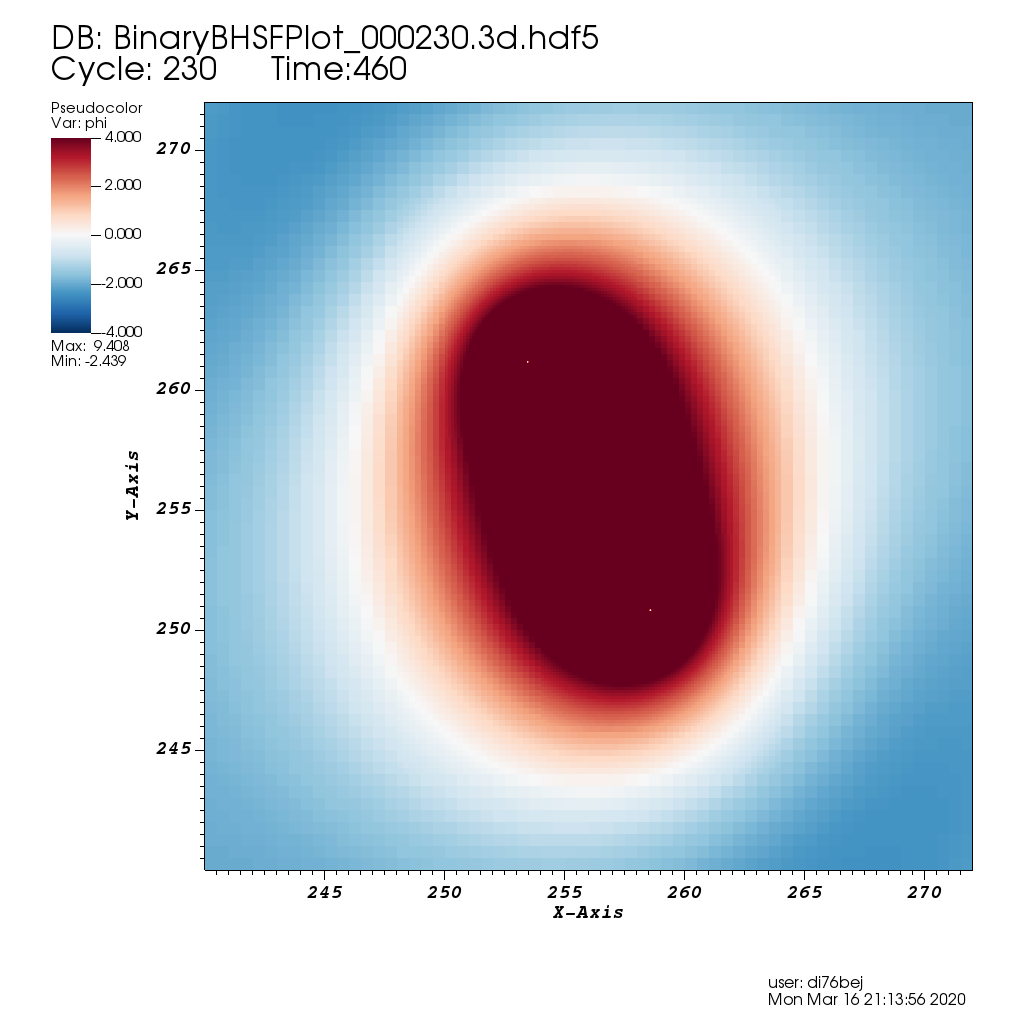 DB: BinaryBHSFPlot_000230.3d.hdf5
Cycle: 230 Time:460
Pseudocolor
Var: phi
4.000
2.000
0.000
-2.000
-4.000
Max: 9.408
Min: -2.439
270
265
260
255
250
245
Y-Axis
245 250 255 260 265 270
X-Axis
user: di76bej
Mon Mar 16 21:13:56 2020